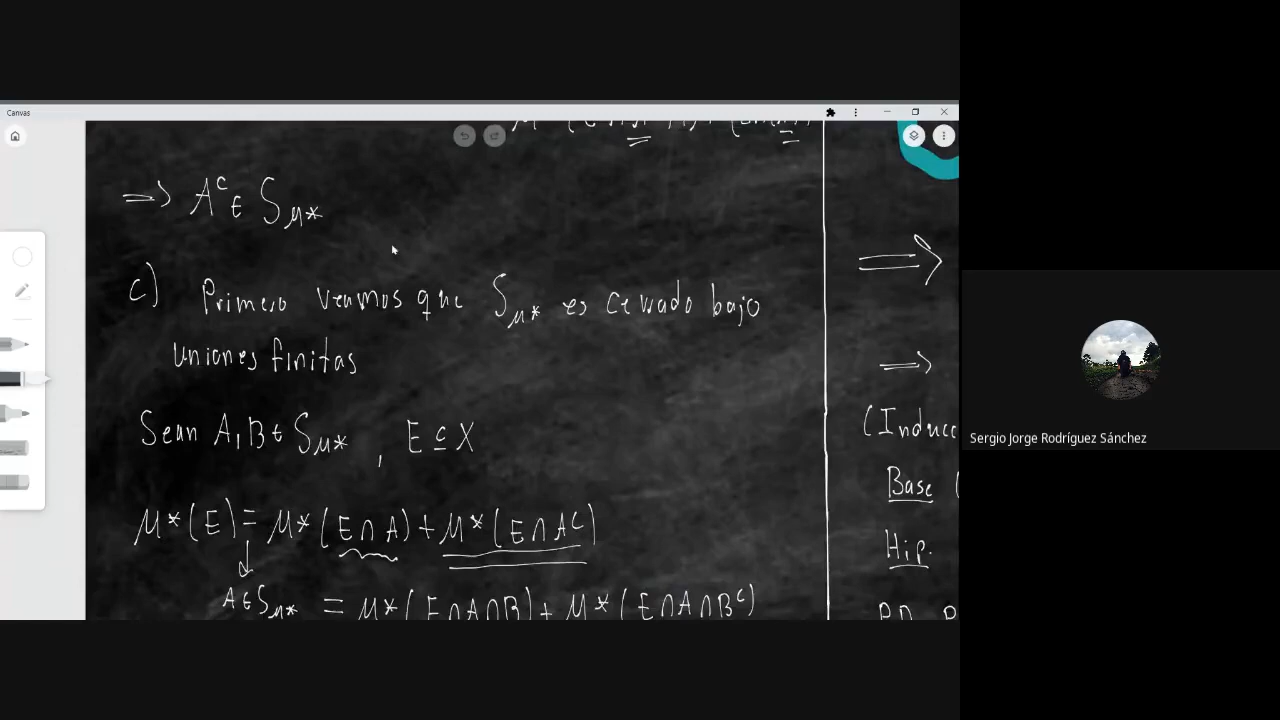 Canvas
⇒ Aᶜ ∈ S_μ*
c) Primero veamos que S_μ* es cerrado bajo
uniones finitas
Sean A, B ∈ S_μ* , E ⊆ X
μ*(E) = μ*(E∩A) + μ*(E∩Aᶜ)
A ∈ S_μ* = μ*(E∩A∩B) + μ*(E∩A∩Bᶜ)
⇒
⇒
(Induc
Base (
Hip.
Sergio Jorge Rodríguez Sánchez